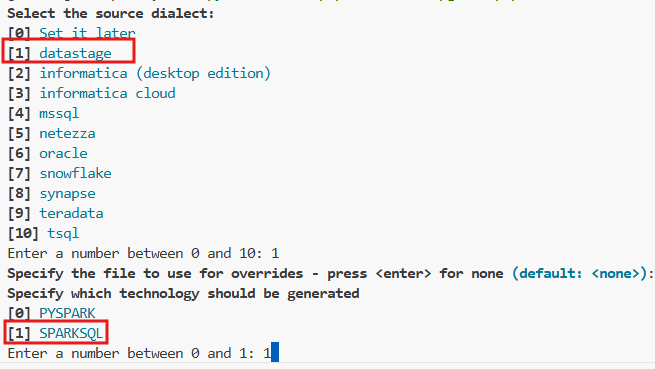 Select the source dialect:
[0] Set it later
[1] datastage
[2] informatica (desktop edition)
[3] informatica cloud
[4] mssql
[5] netezza
[6] oracle
[7] snowflake
[8] synapse
[9] teradata
[10] tsql
Enter a number between 0 and 10: 1
Specify the file to use for overrides - press <enter> for none (default: <none>):
Specify which technology should be generated
[0] PYSPARK
[1] SPARKSQL
Enter a number between 0 and 1: 1